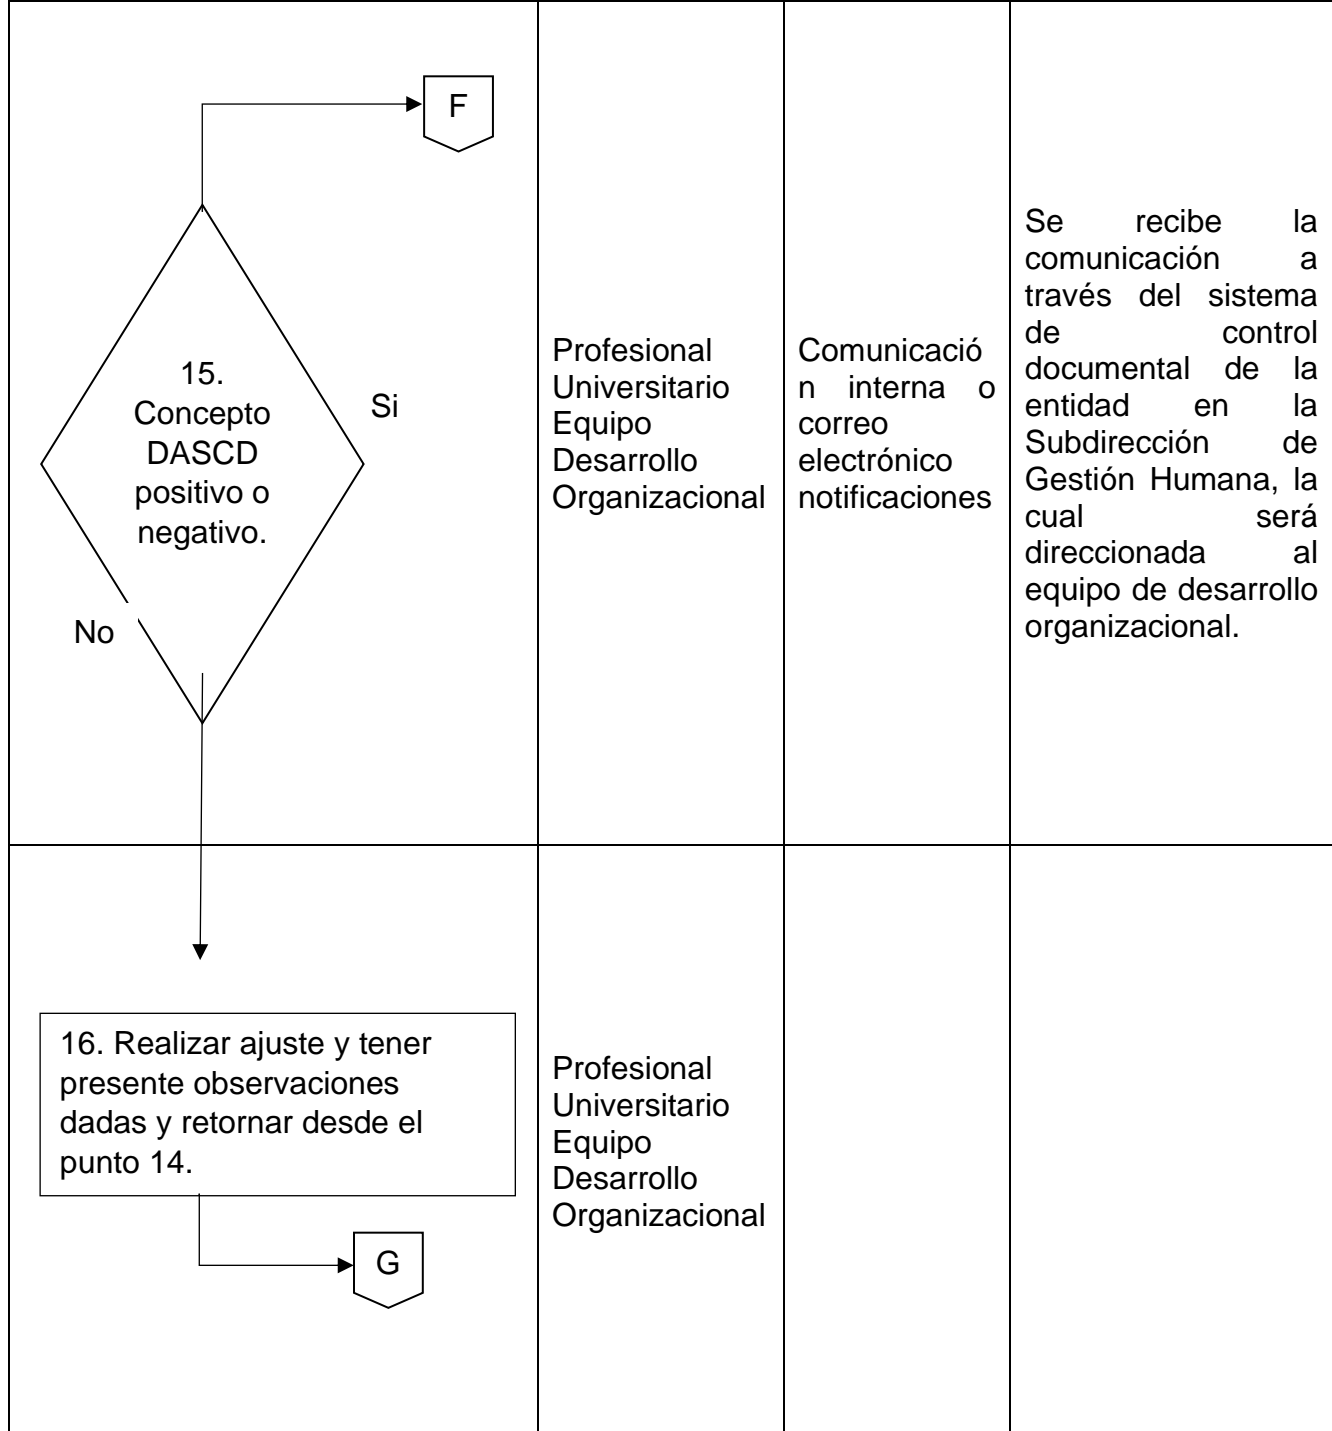 F
15.
Concepto
DASCD
positivo o
negativo.
Si
No
Profesional
Universitario
Equipo
Desarrollo
Organizacional
Comunicació
n interna o
correo
electrónico
notificaciones
Se recibe la
comunicación a
través del sistema
de control
documental de la
entidad en la
Subdirección de
Gestión Humana, la
cual será
direccionada al
equipo de desarrollo
organizacional.
16. Realizar ajuste y tener
presente observaciones
dadas y retornar desde el
punto 14.
G
Profesional
Universitario
Equipo
Desarrollo
Organizacional